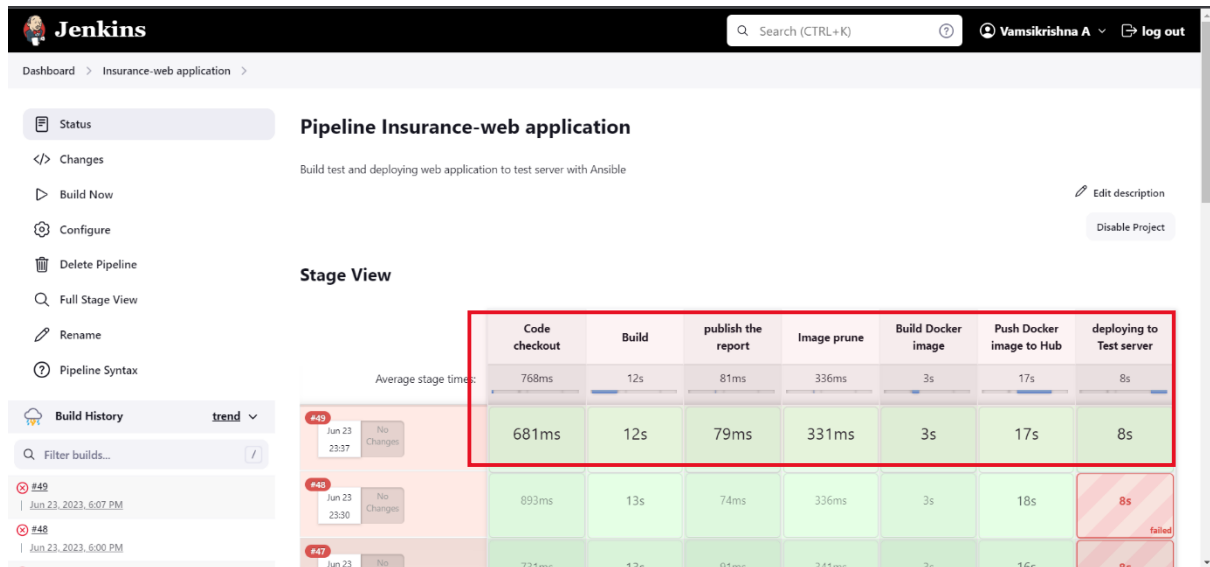 Jenkins
Search (CTRL+K)
?
Vamsikrishna A
log out
Dashboard > Insurance-web application >
Status
</> Changes
Build Now
Configure
Delete Pipeline
Full Stage View
Rename
? Pipeline Syntax
Build History
trend
Filter builds...
/
#49
Jun 23, 2023, 6:07 PM
#48
Jun 23, 2023, 6:00 PM
Pipeline Insurance-web application
Build test and deploying web application to test server with Ansible
Edit description
Disable Project
Stage View
Code
checkout
Build
publish the
report
Image prune
Build Docker
image
Push Docker
image to Hub
deploying to
Test server
Average stage times:
768ms
12s
81ms
336ms
3s
17s
8s
#49
Jun 23
23:37
No
Changes
681ms
12s
79ms
331ms
3s
17s
8s
#48
Jun 23
23:30
No
Changes
893ms
13s
74ms
336ms
3s
18s
8s
failed
#47
Jun 23
No